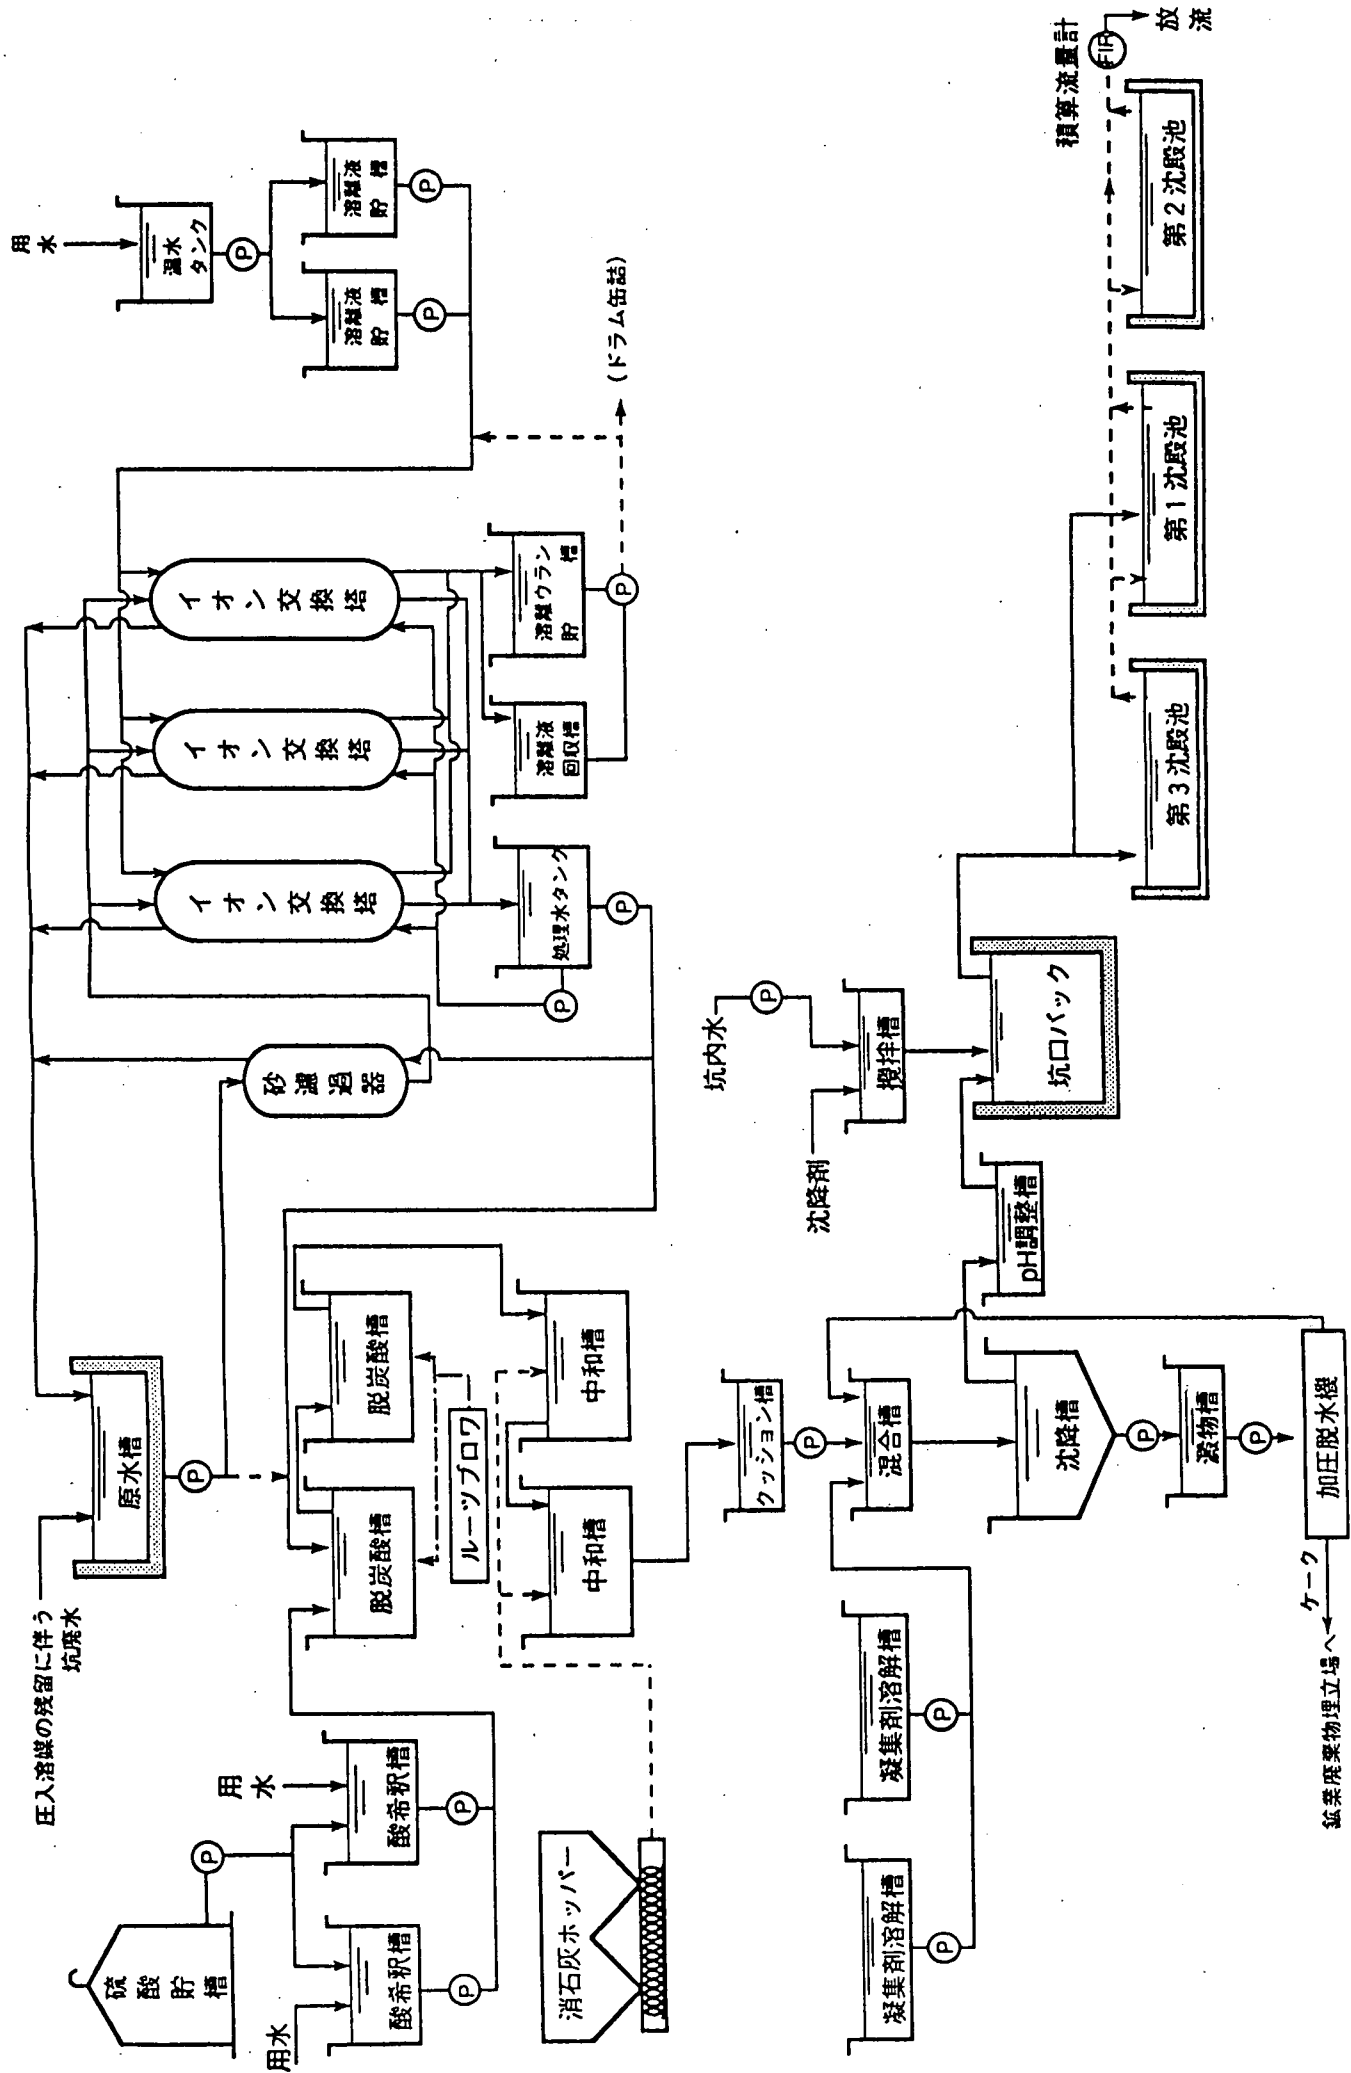 硫酸貯槽
P
用水
用水
酸希釈槽
酸希釈槽
P
P
消石灰ホッパー
凝集剤溶解槽
凝集剤溶解槽
P
P
圧入溶媒の残留に伴う
坑廃水
原水槽
P
脱炭酸槽
脱炭酸槽
ルーツブロワ
中和槽
中和槽
クッション槽
P
混合槽
沈降槽
P
澱物槽
P
加圧脱水機
ケーク
鉱業廃棄物埋立場へ
pH調整槽
砂濾過器
イオン交換塔
イオン交換塔
イオン交換塔
処理水タンク
P
P
溶離液
回収槽
溶離ウラン
貯槽
P
(ドラム缶詰)
用水
温水
タンク
P
溶離液
貯槽
溶離液
貯槽
P
P
坑内水
P
沈降剤
攪拌槽
坑口バック
第3沈殿池
第1沈殿池
第2沈殿池
積算流量計
FIR
放流